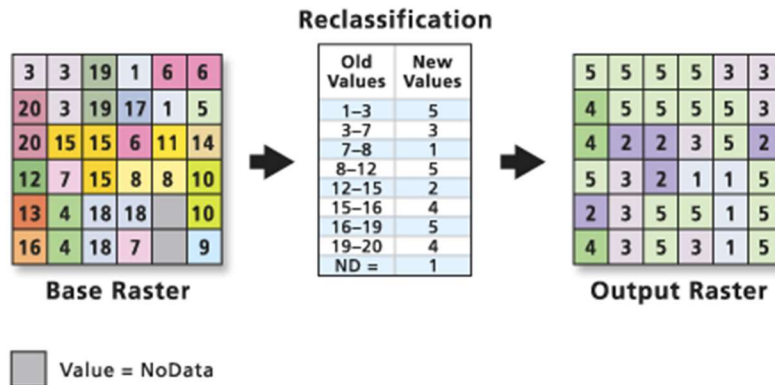 Reclassification
3 3 19 1 6 6
20 3 19 17 1 5
20 15 15 6 11 14
12 7 15 8 8 10
13 4 18 18 10
16 4 18 7 9
Base Raster
Old Values New Values
1–3 5
3–7 3
7–8 1
8–12 5
12–15 2
15–16 4
16–19 5
19–20 4
ND = 1
5 5 5 5 3 3
4 5 5 5 5 3
4 2 2 3 5 2
5 3 2 1 1 5
2 3 5 5 1 5
4 3 5 3 1 5
Output Raster
Value = NoData